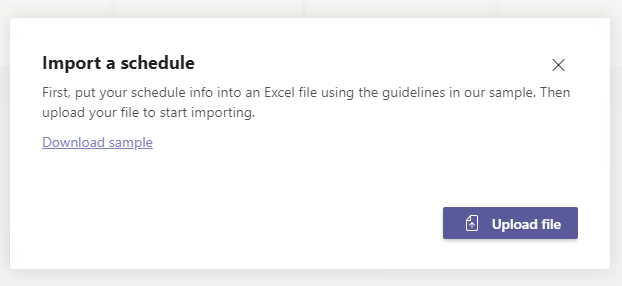 Import a schedule
First, put your schedule info into an Excel file using the guidelines in our sample. Then
upload your file to start importing.
Download sample
Upload file